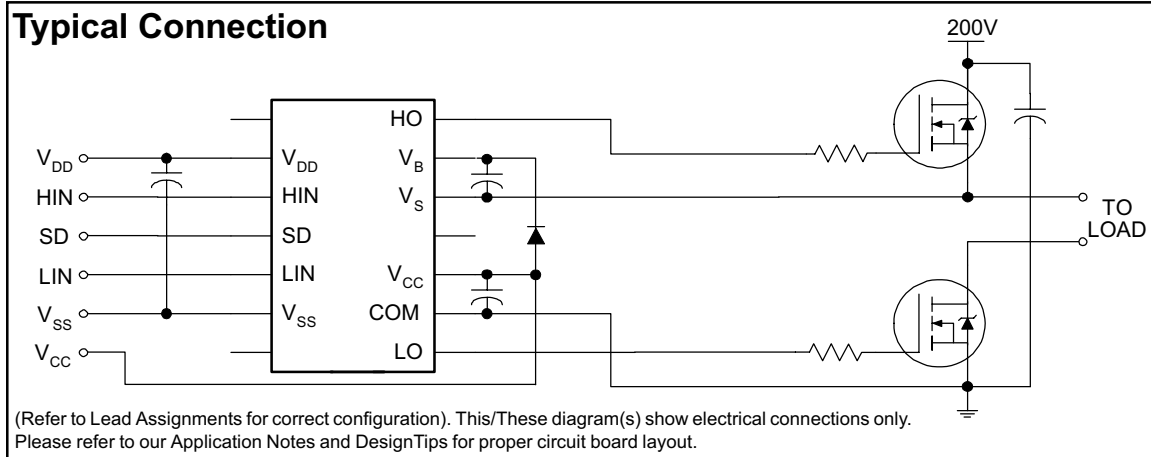 Typical Connection
200V
HO
VDD
VDD
VB
HIN
HIN
VS
TO
LOAD
SD
SD
LIN
LIN
VCC
VSS
VSS
COM
VCC
LO
(Refer to Lead Assignments for correct configuration). This/These diagram(s) show electrical connections only.
Please refer to our Application Notes and DesignTips for proper circuit board layout.